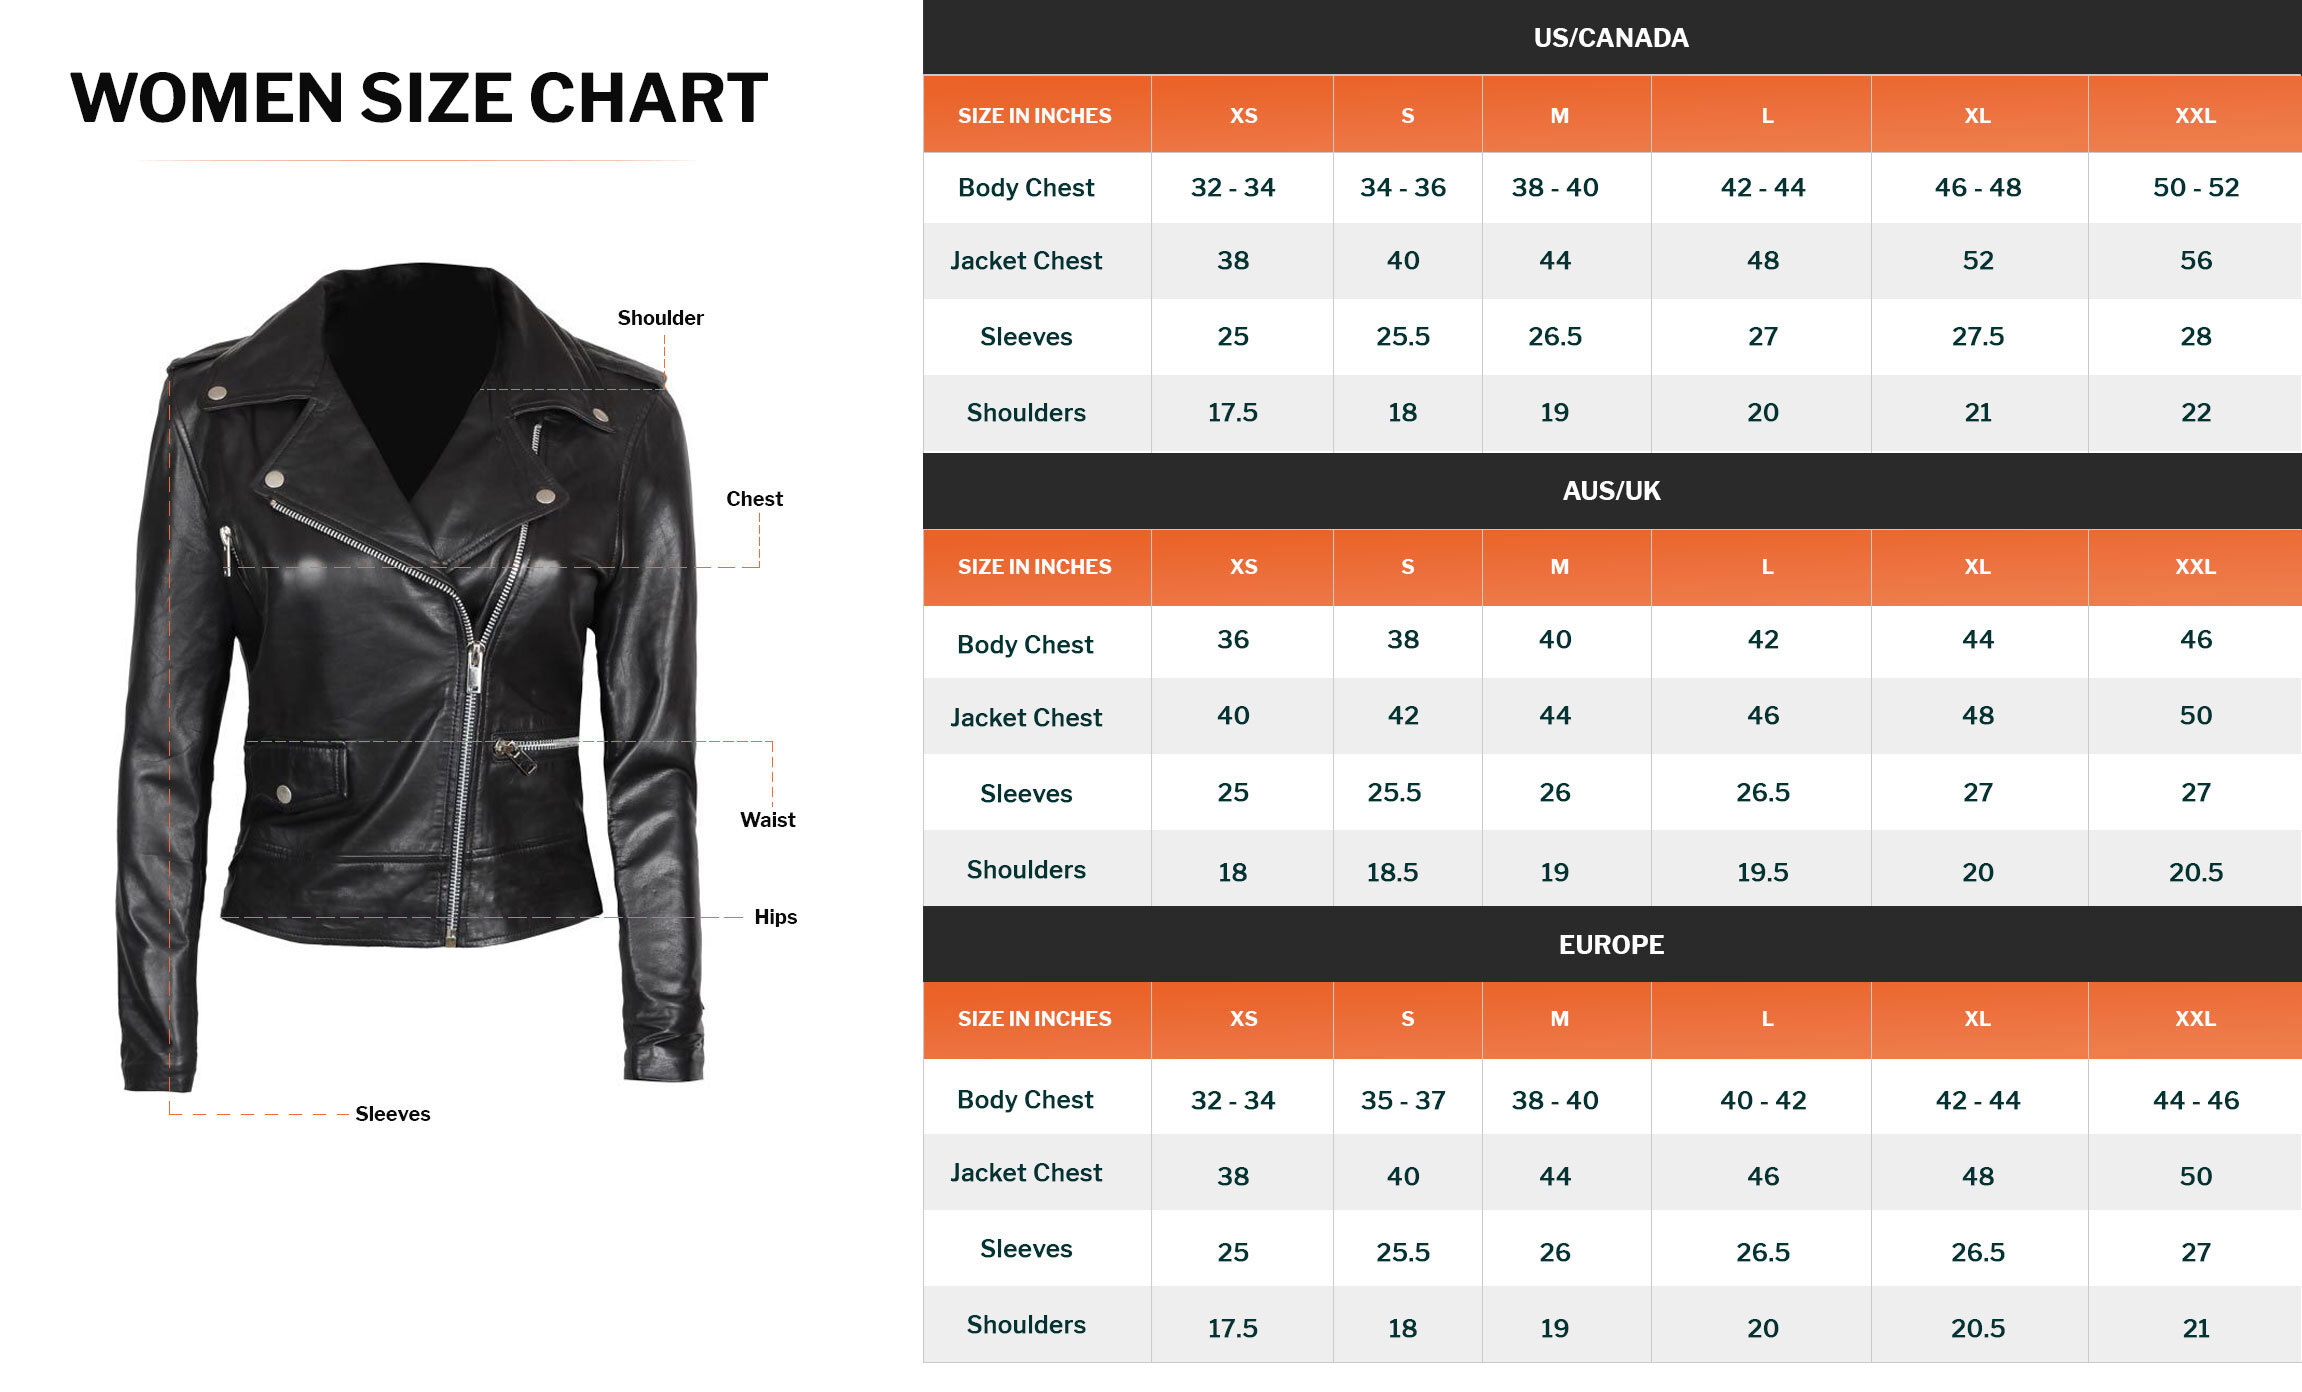 WOMEN SIZE CHART
Shoulder
Chest
Waist
Hips
Sleeves
US/CANADA
SIZE IN INCHES XS S M L XL XXL
Body Chest 32 - 34 34 - 36 38 - 40 42 - 44 46 - 48 50 - 52
Jacket Chest 38 40 44 48 52 56
Sleeves 25 25.5 26.5 27 27.5 28
Shoulders 17.5 18 19 20 21 22
AUS/UK
SIZE IN INCHES XS S M L XL XXL
Body Chest 36 38 40 42 44 46
Jacket Chest 40 42 44 46 48 50
Sleeves 25 25.5 26 26.5 27 27
Shoulders 18 18.5 19 19.5 20 20.5
EUROPE
SIZE IN INCHES XS S M L XL XXL
Body Chest 32 - 34 35 - 37 38 - 40 40 - 42 42 - 44 44 - 46
Jacket Chest 38 40 44 46 48 50
Sleeves 25 25.5 26 26.5 26.5 27
Shoulders 17.5 18 19 20 20.5 21